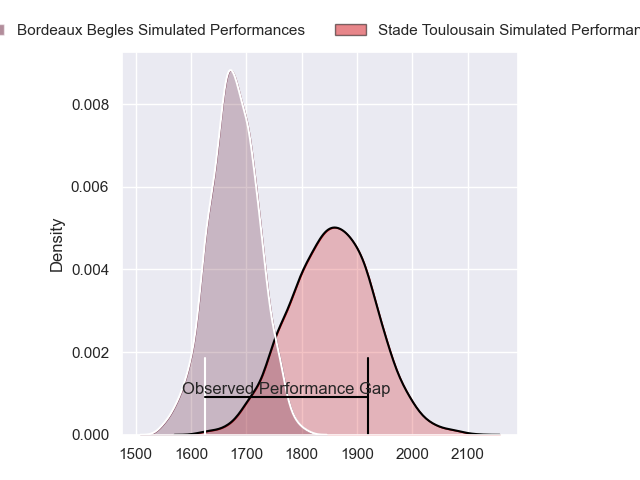 Bordeaux Begles Simulated Performances
Stade Toulousain Simulated
Density
0.008
0.006
0.004
0.002
0.000
Observed Performance Gap
1500 1600 1700 1800 1900 2000 2100